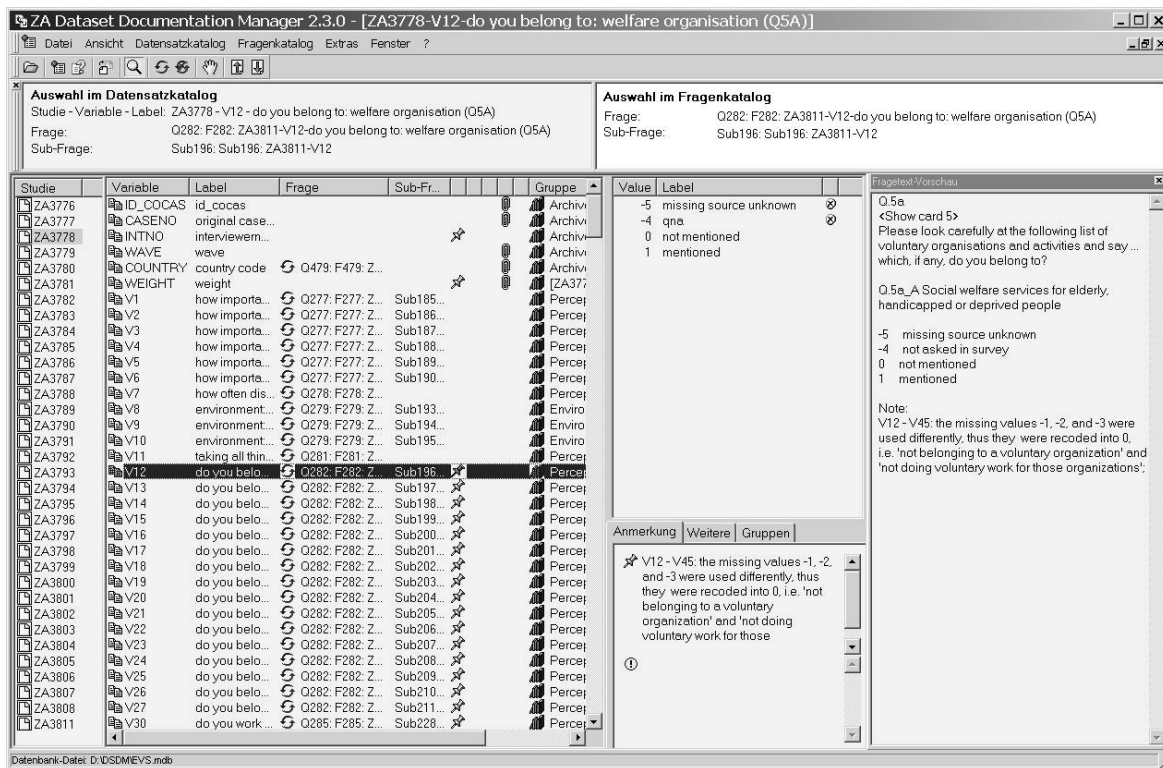 ZA Dataset Documentation Manager 2.3.0 - [ZA3778-V12-do you belong to: welfare organisation (Q5A)]
Datei Ansicht Datensatzkatalog Fragenkatalog Extras Fenster ?
Auswahl im Datensatzkatalog
Studie - Variable - Label: ZA3778 - V12 - do you belong to: welfare organisation (Q5A)
Frage: Q282: F282: ZA3811-V12-do you belong to: welfare organisation (Q5A)
Sub-Frage: Sub196: Sub196: ZA3811-V12
Auswahl im Fragenkatalog
Frage: Q282: F282: ZA3811-V12-do you belong to: welfare organisation (Q5A)
Sub-Frage: Sub196: Sub196: ZA3811-V12
Studie Variable Label Frage Sub-Fr... Gruppe
ZA3776 ID_COCAS id_cocas Archiv
ZA3777 CASENO original case... Archiv
ZA3778 INTNO interviewern... Archiv
ZA3779 WAVE wave Archiv
ZA3780 COUNTRY country code Q479: F479: Z... Archiv
ZA3781 WEIGHT weight [ZA377
ZA3782 V1 how importa... Q277: F277: Z... Sub185... Percep
ZA3783 V2 how importa... Q277: F277: Z... Sub186... Percep
ZA3784 V3 how importa... Q277: F277: Z... Sub187... Percep
ZA3785 V4 how importa... Q277: F277: Z... Sub188... Percep
ZA3786 V5 how importa... Q277: F277: Z... Sub189... Percep
ZA3787 V6 how importa... Q277: F277: Z... Sub190... Percep
ZA3788 V7 how often dis... Q278: F278: Z... Percep
ZA3789 V8 environment:... Q279: F279: Z... Sub193... Enviro
ZA3790 V9 environment:... Q279: F279: Z... Sub194... Enviro
ZA3791 V10 environment:... Q279: F279: Z... Sub195... Enviro
ZA3792 V11 taking all thin... Q281: F281: Z... Percep
ZA3793 V12 do you belo... Q282: F282: Z... Sub196... Percep
ZA3794 V13 do you belo... Q282: F282: Z... Sub197... Percep
ZA3795 V14 do you belo... Q282: F282: Z... Sub198... Percep
ZA3796 V15 do you belo... Q282: F282: Z... Sub199... Percep
ZA3797 V16 do you belo... Q282: F282: Z... Sub200... Percep
ZA3798 V17 do you belo... Q282: F282: Z... Sub201... Percep
ZA3799 V18 do you belo... Q282: F282: Z... Sub202... Percep
ZA3800 V19 do you belo... Q282: F282: Z... Sub203... Percep
ZA3801 V20 do you belo... Q282: F282: Z... Sub204... Percep
ZA3802 V21 do you belo... Q282: F282: Z... Sub205... Percep
ZA3803 V22 do you belo... Q282: F282: Z... Sub206... Percep
ZA3804 V23 do you belo... Q282: F282: Z... Sub207... Percep
ZA3805 V24 do you belo... Q282: F282: Z... Sub208... Percep
ZA3806 V25 do you belo... Q282: F282: Z... Sub209... Percep
ZA3807 V26 do you belo... Q282: F282: Z... Sub210... Percep
ZA3808 V27 do you belo... Q282: F282: Z... Sub211... Percep
ZA3811 V30 do you work ... Q285: F285: Z... Sub228... Percep
Value Label
-5 missing source unknown
-4 qna
0 not mentioned
1 mentioned
Anmerkung Weitere Gruppen
V12 - V45: the missing values -1, -2,
and -3 were used differently, thus
they were recoded into 0, i.e. 'not
belonging to a voluntary
organization' and 'not doing
voluntary work for those
Fragetext-Vorschau
Q.5a
<Show card 5>
Please look carefully at the following list of
voluntary organisations and activities and say ...
which, if any, do you belong to?
Q.5a_A Social welfare services for elderly,
handicapped or deprived people
-5 missing source unknown
-4 not asked in survey
0 not mentioned
1 mentioned
Note:
V12 - V45: the missing values -1, -2, and -3 were
used differently, thus they were recoded into 0,
i.e. 'not belonging to a voluntary organization' and
'not doing voluntary work for those organizations';
Datenbank-Datei: D:\DSDM\EVS.mdb